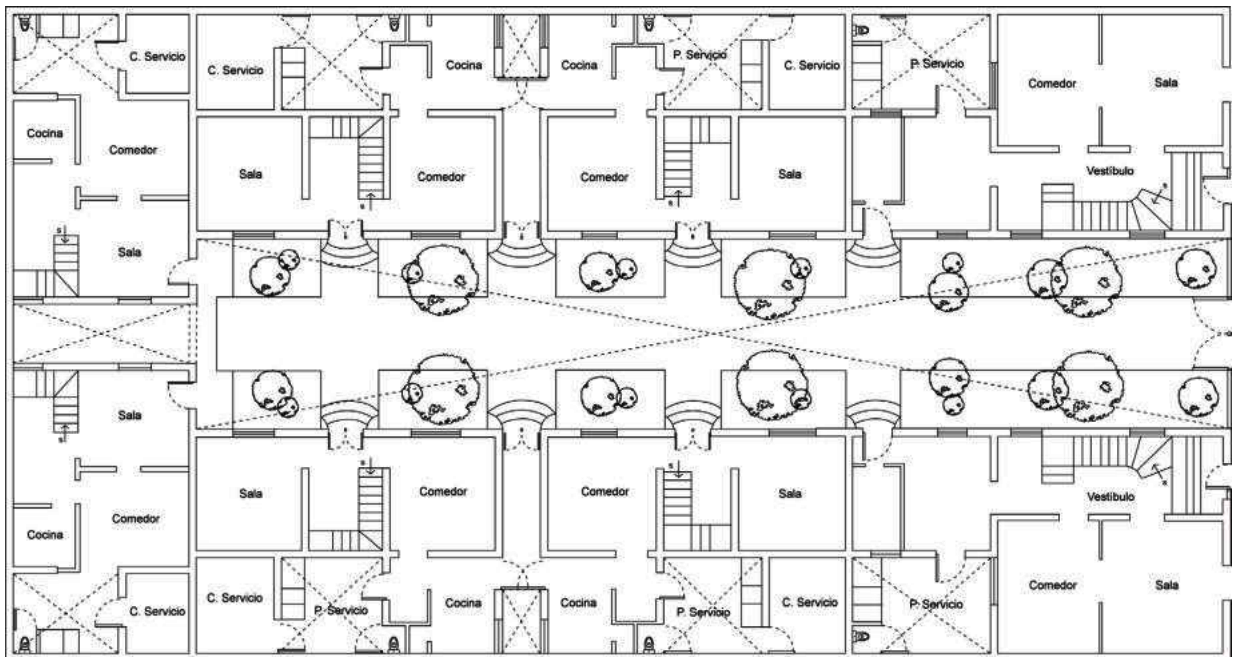 C. Servicio
C. Servicio
Cocina
Cocina
P. Servicio
C. Servicio
P. Servicio
Comedor
Sala
Cocina
Comedor
Sala
Comedor
Comedor
Sala
Vestíbulo
s
s
s
s
Sala
Sala
s
s
s
s
Sala
Comedor
Comedor
Sala
Vestíbulo
Cocina
Comedor
C. Servicio
C. Servicio
P. Servicio
Cocina
Cocina
P. Servicio
C. Servicio
P. Servicio
Comedor
Sala